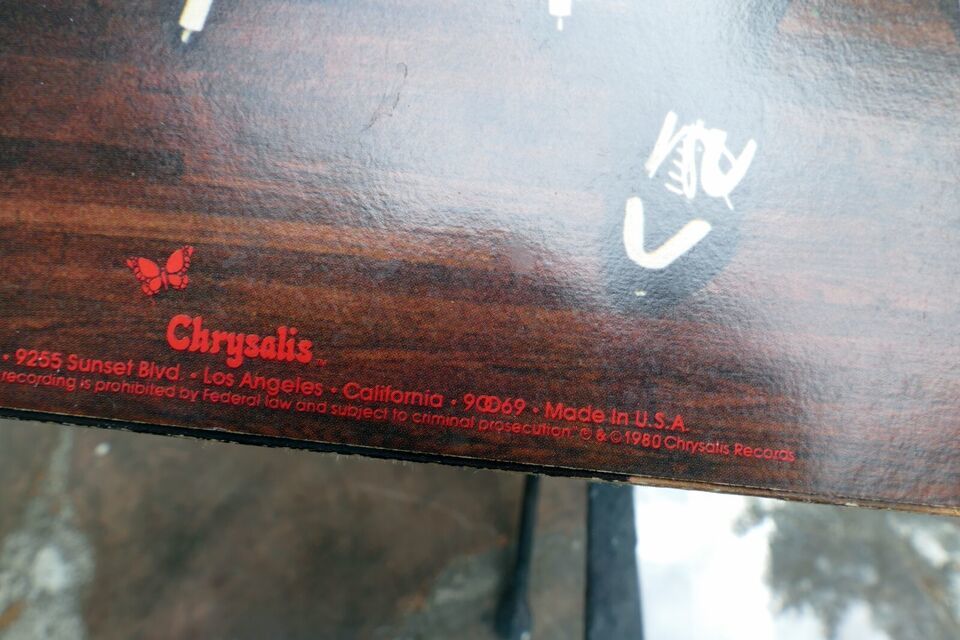 Chrysalis™
• 9255 Sunset Blvd. • Los Angeles • California • 90069 • Made In U.S.A.
recording is prohibited by Federal law and subject to criminal prosecution" ℗ & © 1980 Chrysalis Records